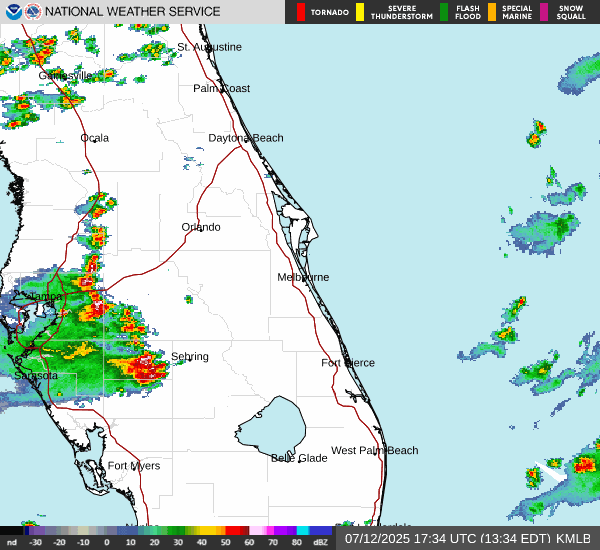 NATIONAL WEATHER SERVICE
TORNADO
SEVERE THUNDERSTORM
FLASH FLOOD
SPECIAL MARINE
SNOW SQUALL
St. Augustine
Gainesville
Palm Coast
Ocala
Daytona Beach
Orlando
Melbourne
Tampa
Sebring
Fort Pierce
Sarasota
West Palm Beach
Belle Glade
Fort Myers
nd -30 -20 -10 0 10 20 30 40 50 60 70 80 dBZ
07/12/2025 17:34 UTC (13:34 EDT) KMLB